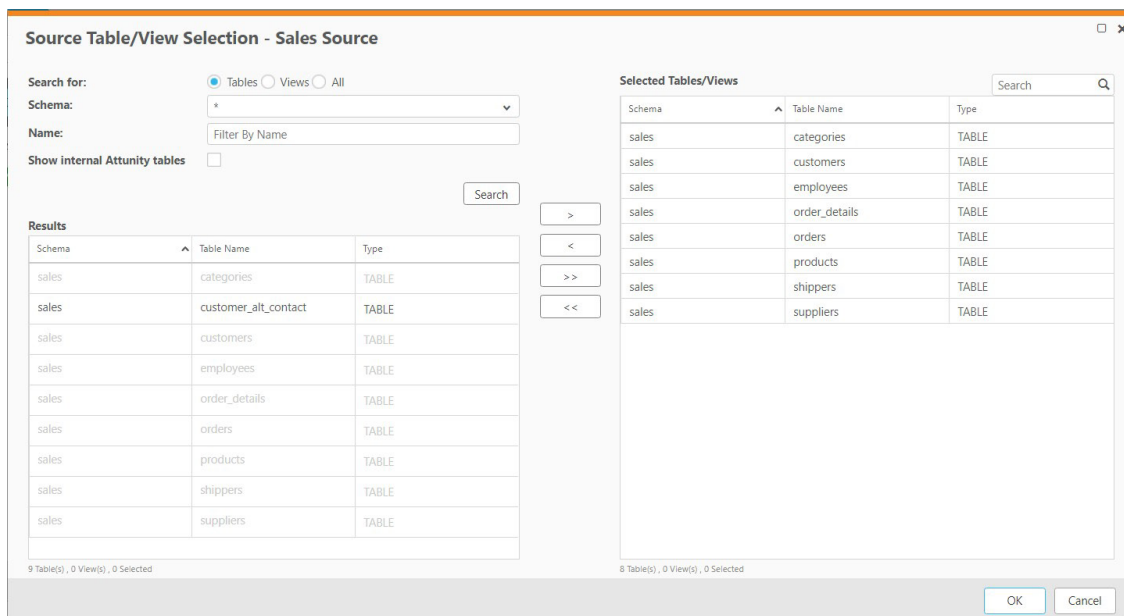 Source Table/View Selection - Sales Source
Search for: Tables Views All
Schema: *
Name: Filter By Name
Show internal Attunity tables
Search
Results
Schema Table Name Type
sales categories TABLE
sales customer_alt_contact TABLE
sales customers TABLE
sales employees TABLE
sales order_details TABLE
sales orders TABLE
sales products TABLE
sales shippers TABLE
sales suppliers TABLE
9 Table(s) , 0 View(s) , 0 Selected
>
<
>>
<<
Selected Tables/Views
Search
Schema Table Name Type
sales categories TABLE
sales customers TABLE
sales employees TABLE
sales order_details TABLE
sales orders TABLE
sales products TABLE
sales shippers TABLE
sales suppliers TABLE
8 Table(s) , 0 View(s) , 0 Selected
OK Cancel